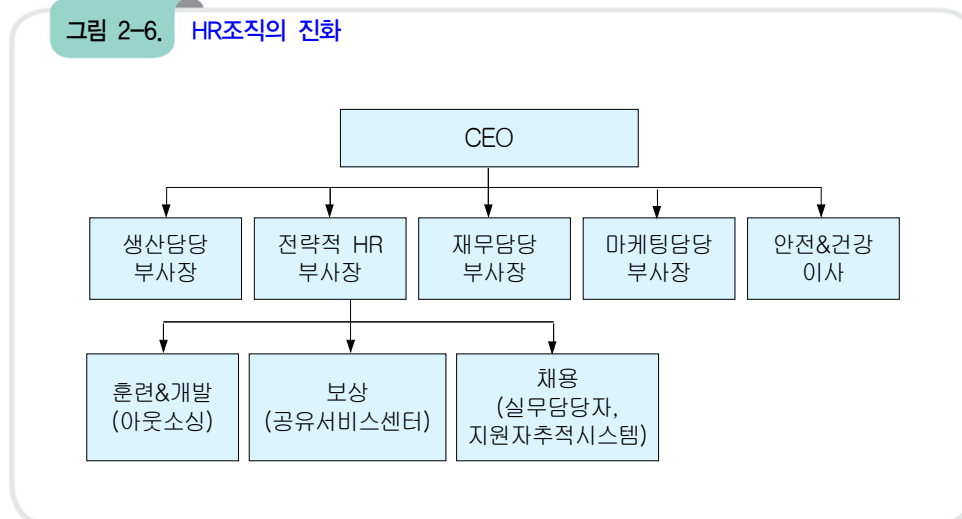 그림 2-6. HR조직의 진화
CEO
생산담당
부사장
전략적 HR
부사장
재무담당
부사장
마케팅담당
부사장
안전&건강
이사
훈련&개발
(아웃소싱)
보상
(공유서비스센터)
채용
(실무담당자,
지원자추적시스템)